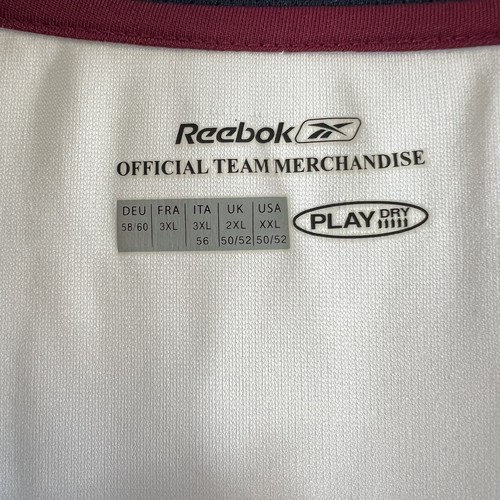 Reebok
OFFICIAL TEAM MERCHANDISE
DEU FRA ITA UK USA
58/60 3XL 3XL 2XL XXL
56 50/52 50/52
PLAY DRY